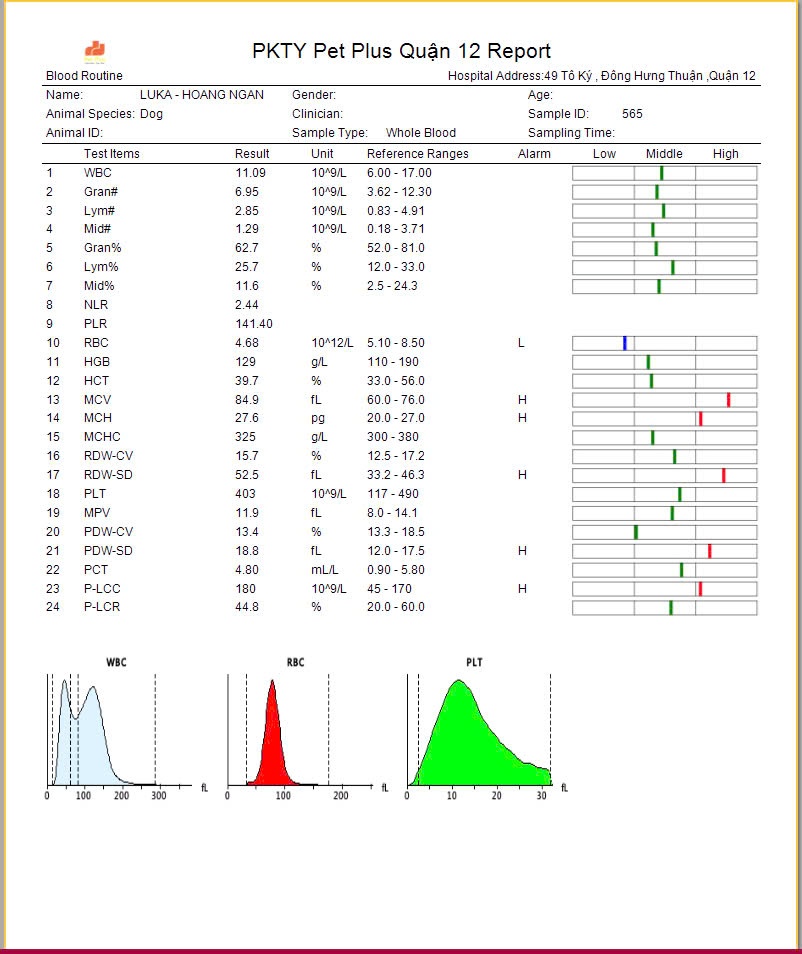 PKTY Pet Plus Quận 12 Report
Blood Routine Hospital Address:49 Tô Ký , Đông Hưng Thuận ,Quận 12
Name: LUKA - HOANG NGAN Gender: Age:
Animal Species: Dog Clinician: Sample ID: 565
Animal ID: Sample Type: Whole Blood Sampling Time:
Test Items Result Unit Reference Ranges Alarm Low Middle High
1 WBC 11.09 10^9/L 6.00 - 17.00
2 Gran# 6.95 10^9/L 3.62 - 12.30
3 Lym# 2.85 10^9/L 0.83 - 4.91
4 Mid# 1.29 10^9/L 0.18 - 3.71
5 Gran% 62.7 % 52.0 - 81.0
6 Lym% 25.7 % 12.0 - 33.0
7 Mid% 11.6 % 2.5 - 24.3
8 NLR 2.44
9 PLR 141.40
10 RBC 4.68 10^12/L 5.10 - 8.50 L
11 HGB 129 g/L 110 - 190
12 HCT 39.7 % 33.0 - 56.0
13 MCV 84.9 fL 60.0 - 76.0 H
14 MCH 27.6 pg 20.0 - 27.0 H
15 MCHC 325 g/L 300 - 380
16 RDW-CV 15.7 % 12.5 - 17.2
17 RDW-SD 52.5 fL 33.2 - 46.3 H
18 PLT 403 10^9/L 117 - 490
19 MPV 11.9 fL 8.0 - 14.1
20 PDW-CV 13.4 % 13.3 - 18.5
21 PDW-SD 18.8 fL 12.0 - 17.5 H
22 PCT 4.80 mL/L 0.90 - 5.80
23 P-LCC 180 10^9/L 45 - 170 H
24 P-LCR 44.8 % 20.0 - 60.0
WBC RBC PLT
0 100 200 300 fL 0 100 200 fL 0 10 20 30 fL